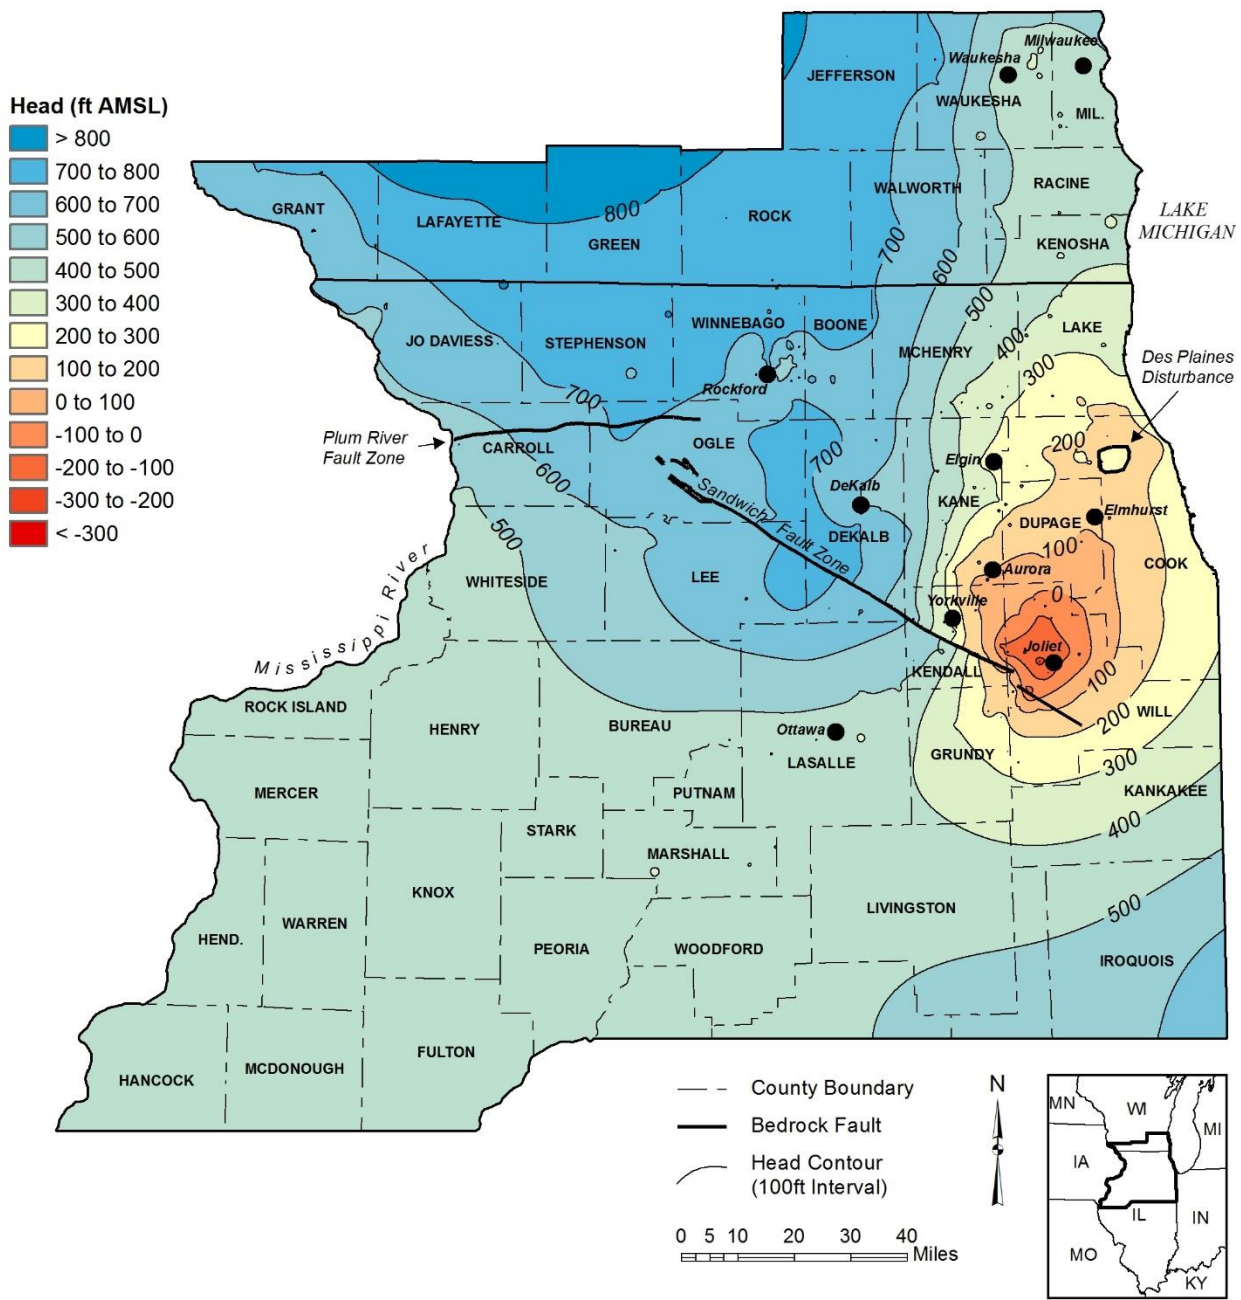 Milwaukee
Waukesha
JEFFERSON
WAUKESHA
MIL.
Head (ft AMSL)
> 800
700 to 800
600 to 700
500 to 600
400 to 500
300 to 400
200 to 300
100 to 200
0 to 100
-100 to 0
-200 to -100
-300 to -200
< -300
GRANT
LAFAYETTE
800
GREEN
ROCK
WALWORTH
RACINE
KENOSHA
LAKE
MICHIGAN
700
600
500
400
300
JO DAVIESS
STEPHENSON
WINNEBAGO
BOONE
MCHENRY
LAKE
Rockford
Des Plaines
Disturbance
700
Plum River
Fault Zone
CARROLL
OGLE
700
200
Elgin
600
DeKalb
KANE
Sandwich Fault Zone
DEKALB
DUPAGE
Elmhurst
500
100
COOK
WHITESIDE
LEE
Aurora
0
Yorkville
Mississippi River
Joliet
KENDALL
100
ROCK ISLAND
HENRY
BUREAU
Ottawa
LASALLE
200
WILL
GRUNDY
300
MERCER
PUTNAM
KANKAKEE
STARK
400
MARSHALL
KNOX
LIVINGSTON
500
WARREN
HEND.
PEORIA
WOODFORD
IROQUOIS
FULTON
MCDONOUGH
HANCOCK
County Boundary
Bedrock Fault
Head Contour
(100ft Interval)
0 5 10 20 30 40
Miles
N
MN
WI
MI
IA
IL
IN
MO
KY